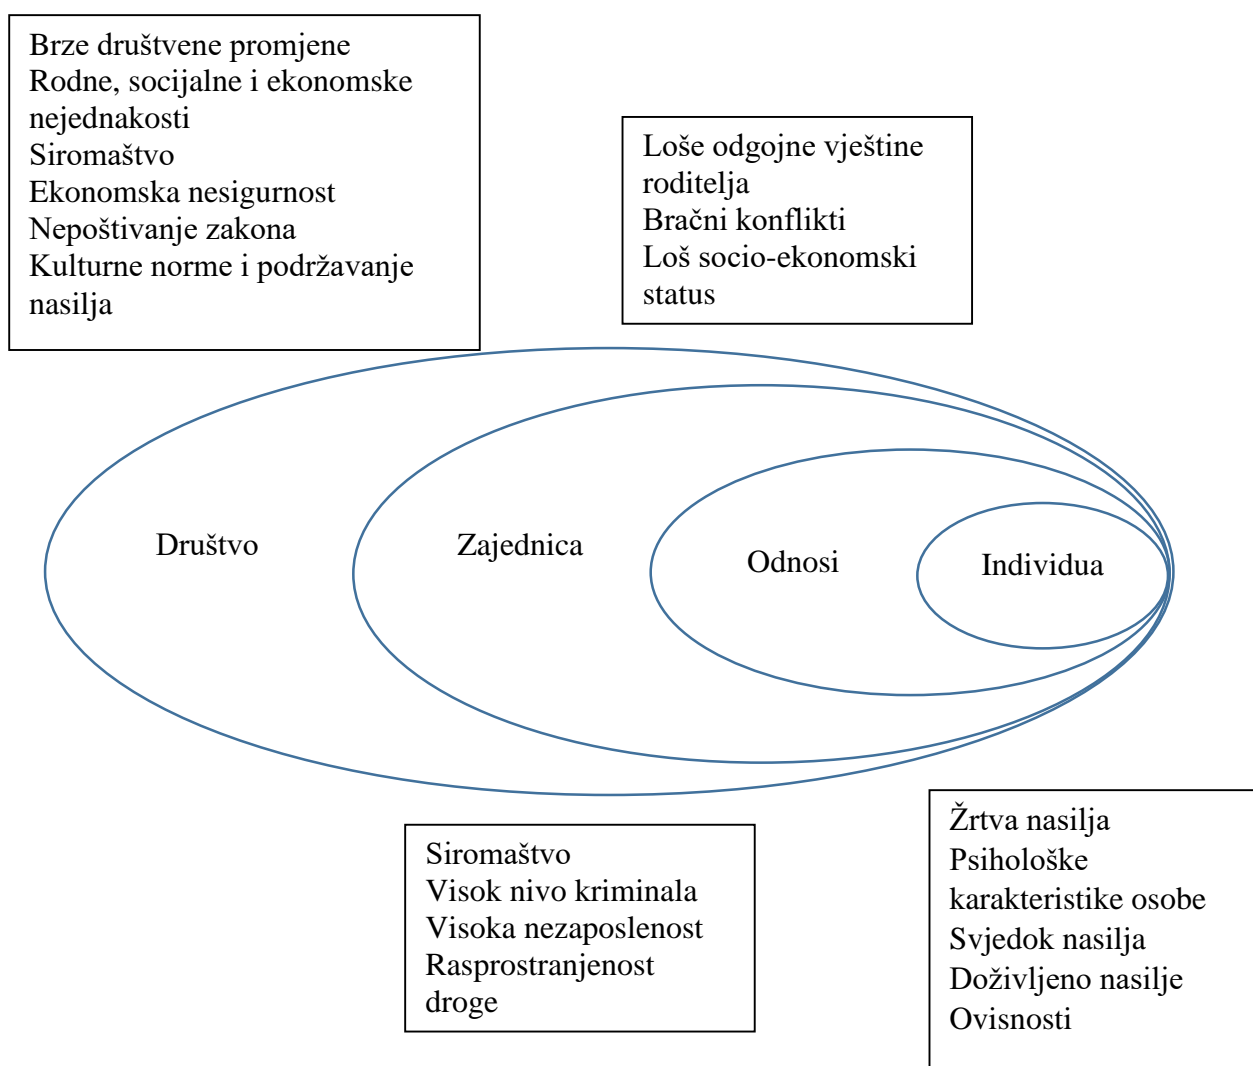 Brze društvene promjene
Rodne, socijalne i ekonomske
nejednakosti
Siromaštvo
Ekonomska nesigurnost
Nepoštivanje zakona
Kulturne norme i podržavanje
nasilja
Loše odgojne vještine
roditelja
Bračni konflikti
Loš socio-ekonomski
status
Društvo
Zajednica
Odnosi
Individua
Siromaštvo
Visok nivo kriminala
Visoka nezaposlenost
Rasprostranjenost
droge
Žrtva nasilja
Psihološke
karakteristike osobe
Svjedok nasilja
Doživljeno nasilje
Ovisnosti